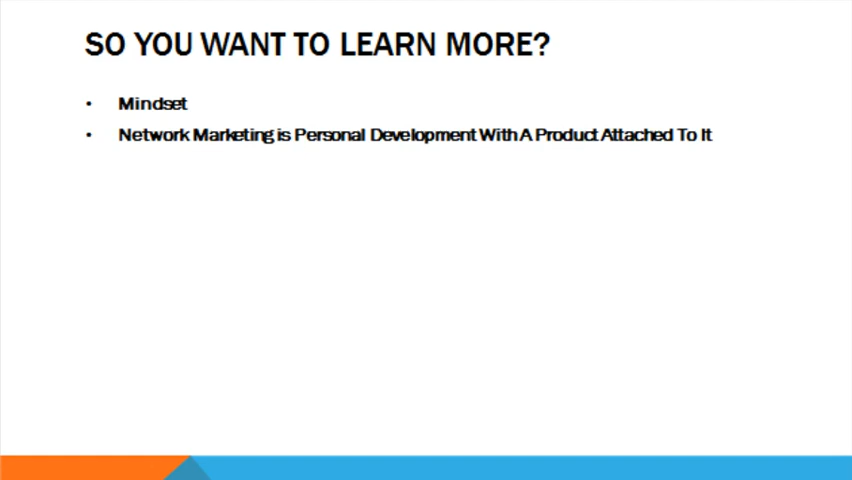 SO YOU WANT TO LEARN MORE?
• Mindset
• Network Marketing is Personal Development With A Product Attached To It